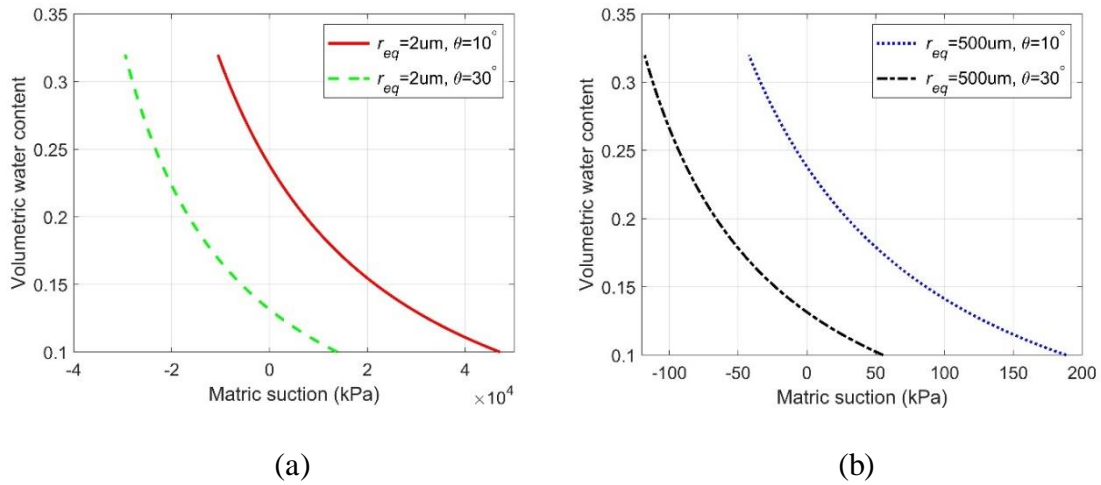 0.35
0.3
0.25
0.2
0.15
0.1
Volumetric water content
r_eq=2um, θ=10°
r_eq=2um, θ=30°
-4 -2 0 2 4
Matric suction (kPa)
×10^4
(a)
0.35
0.3
0.25
0.2
0.15
0.1
Volumetric water content
r_eq=500um, θ=10°
r_eq=500um, θ=30°
-100 -50 0 50 100 150 200
Matric suction (kPa)
(b)